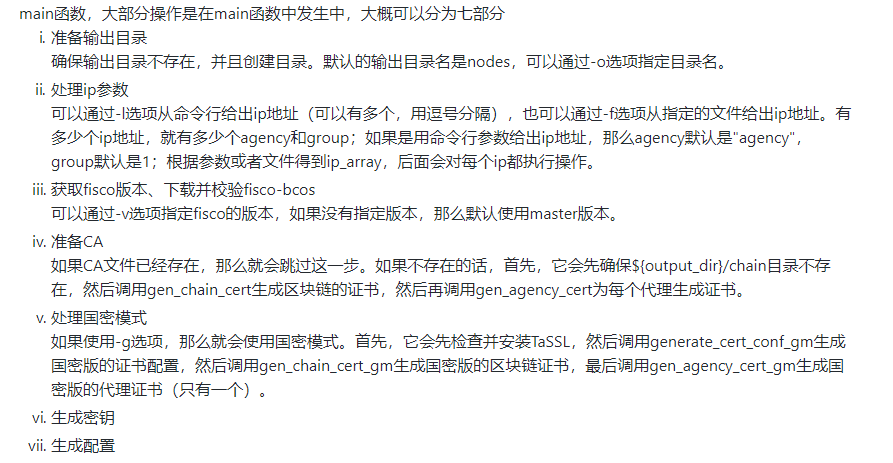 main函数，大部分操作是在main函数中发生中，大概可以分为七部分
i. 准备输出目录
确保输出目录不存在，并且创建目录。默认的输出目录名是nodes，可以通过-o选项指定目录名。
ii. 处理ip参数
可以通过-l选项从命令行给出ip地址（可以有多个，用逗号分隔），也可以通过-f选项从指定的文件给出ip地址。有
多少个ip地址，就有多少个agency和group；如果是用命令行参数给出ip地址，那么agency默认是"agency"，
group默认是1；根据参数或者文件得到ip_array，后面会对每个ip都执行操作。
iii. 获取fisco版本、下载并校验fisco-bcos
可以通过-v选项指定fisco的版本，如果没有指定版本，那么默认使用master版本。
iv. 准备CA
如果CA文件已经存在，那么就会跳过这一步。如果不存在的话，首先，它会先确保${output_dir}/chain目录不存
在，然后调用gen_chain_cert生成区块链的证书，然后再调用gen_agency_cert为每个代理生成证书。
v. 处理国密模式
如果使用-g选项，那么就会使用国密模式。首先，它会先检查并安装TaSSL，然后调用generate_cert_conf_gm生成
国密版的证书配置，然后调用gen_chain_cert_gm生成国密版的区块链证书，最后调用gen_agency_cert_gm生成国
密版的代理证书（只有一个）。
vi. 生成密钥
vii. 生成配置